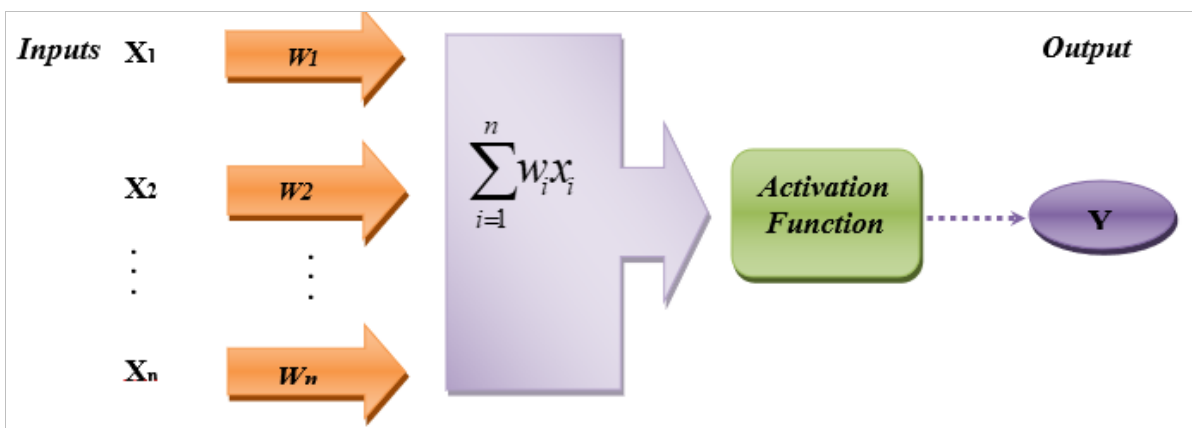 Inputs X1 W1 Output
n
∑ wᵢxᵢ
i=1
X2 W2
Activation
Function
Y
⋮ ⋮
Xn Wn